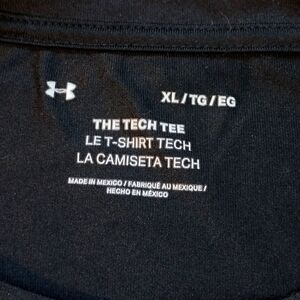 XL/TG/EG
THE TECH TEE
LE T-SHIRT TECH
LA CAMISETA TECH
MADE IN MEXICO / FABRIQUÉ AU MEXIQUE /
HECHO EN MÉXICO